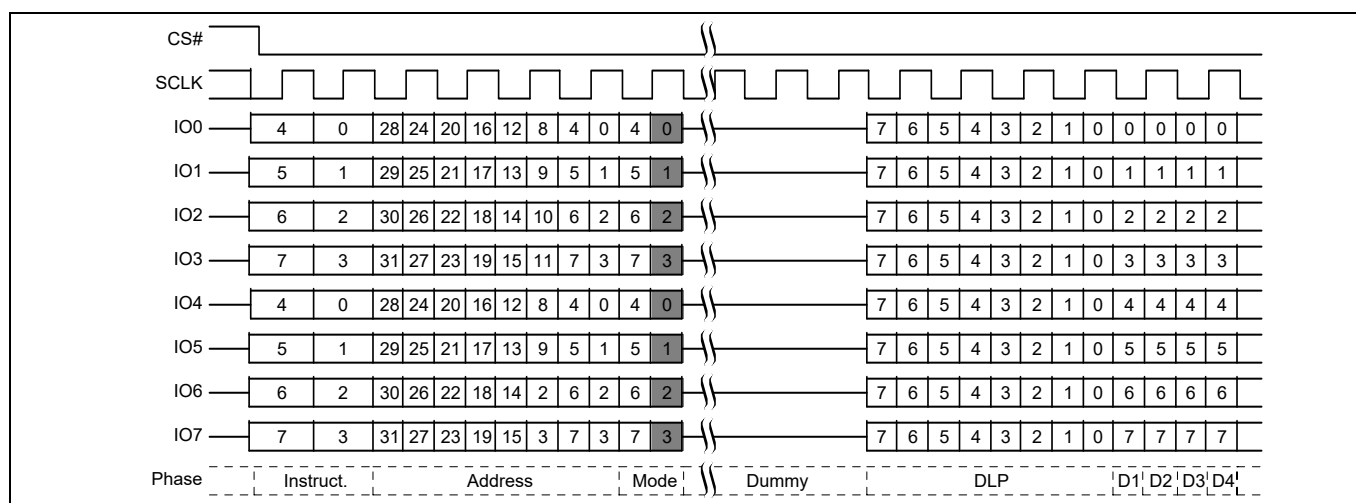 CS#
SCLK
IO0 4 0 28 24 20 16 12 8 4 0 4 0 7 6 5 4 3 2 1 0 0 0 0 0
IO1 5 1 29 25 21 17 13 9 5 1 5 1 7 6 5 4 3 2 1 0 1 1 1 1
IO2 6 2 30 26 22 18 14 10 6 2 6 2 7 6 5 4 3 2 1 0 2 2 2 2
IO3 7 3 31 27 23 19 15 11 7 3 7 3 7 6 5 4 3 2 1 0 3 3 3 3
IO4 4 0 28 24 20 16 12 8 4 0 4 0 7 6 5 4 3 2 1 0 4 4 4 4
IO5 5 1 29 25 21 17 13 9 5 1 5 1 7 6 5 4 3 2 1 0 5 5 5 5
IO6 6 2 30 26 22 18 14 2 6 2 6 2 7 6 5 4 3 2 1 0 6 6 6 6
IO7 7 3 31 27 23 19 15 3 7 3 7 3 7 6 5 4 3 2 1 0 7 7 7 7
Phase Instruct. Address Mode Dummy DLP D1 D2 D3 D4